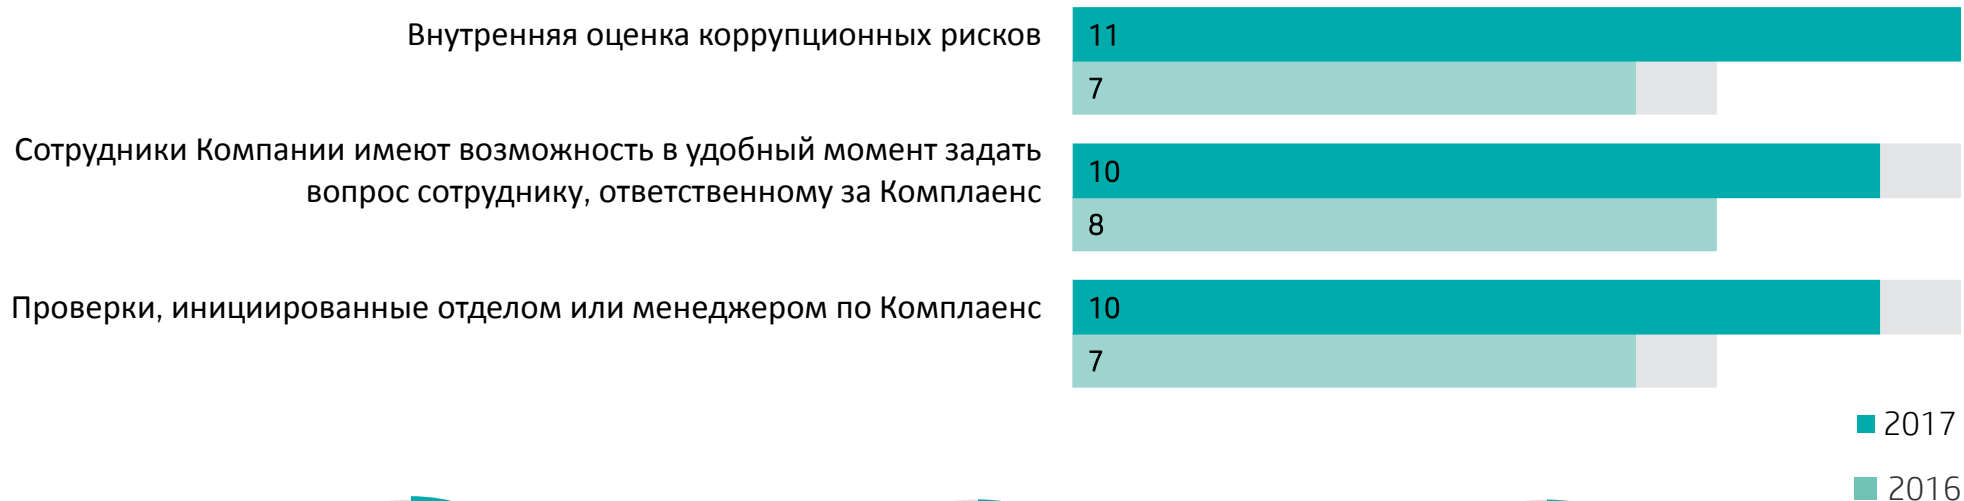 Внутренняя оценка коррупционных рисков
11
7
Сотрудники Компании имеют возможность в удобный момент задать
вопрос сотруднику, ответственному за Комплаенс
10
8
Проверки, инициированные отделом или менеджером по Комплаенс
10
7
2017
2016